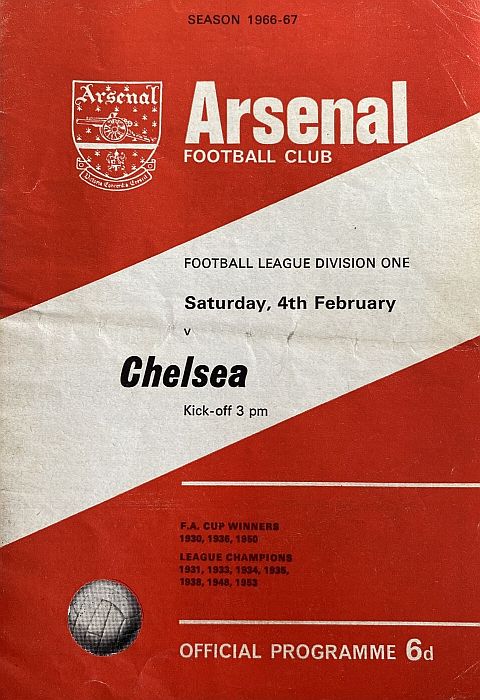 SEASON 1966-67
Arsenal
Arsenal
FOOTBALL CLUB
Victoria Concordia Crescit
FOOTBALL LEAGUE DIVISION ONE
Saturday, 4th February
v
Chelsea
Kick-off 3 pm
F.A. CUP WINNERS
1930, 1936, 1950
LEAGUE CHAMPIONS
1931, 1933, 1934, 1935,
1938, 1948, 1953
OFFICIAL PROGRAMME 6d